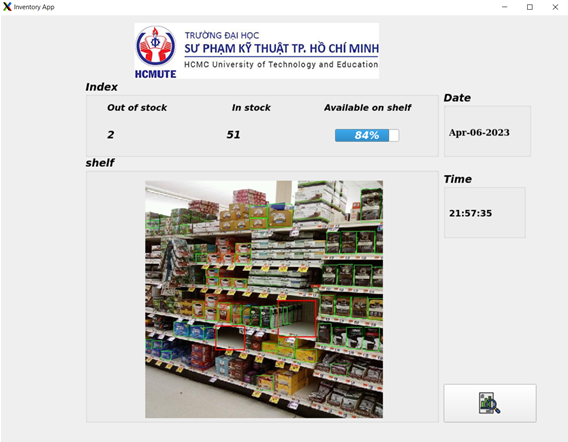 Inventory App
TRƯỜNG ĐẠI HỌC
SƯ PHẠM KỸ THUẬT TP. HỒ CHÍ MINH
HCMC University of Technology and Education
HCMUTE
Index
Out of stock In stock Available on shelf
2 51 84%
Date
Apr-06-2023
shelf
Time
21:57:35